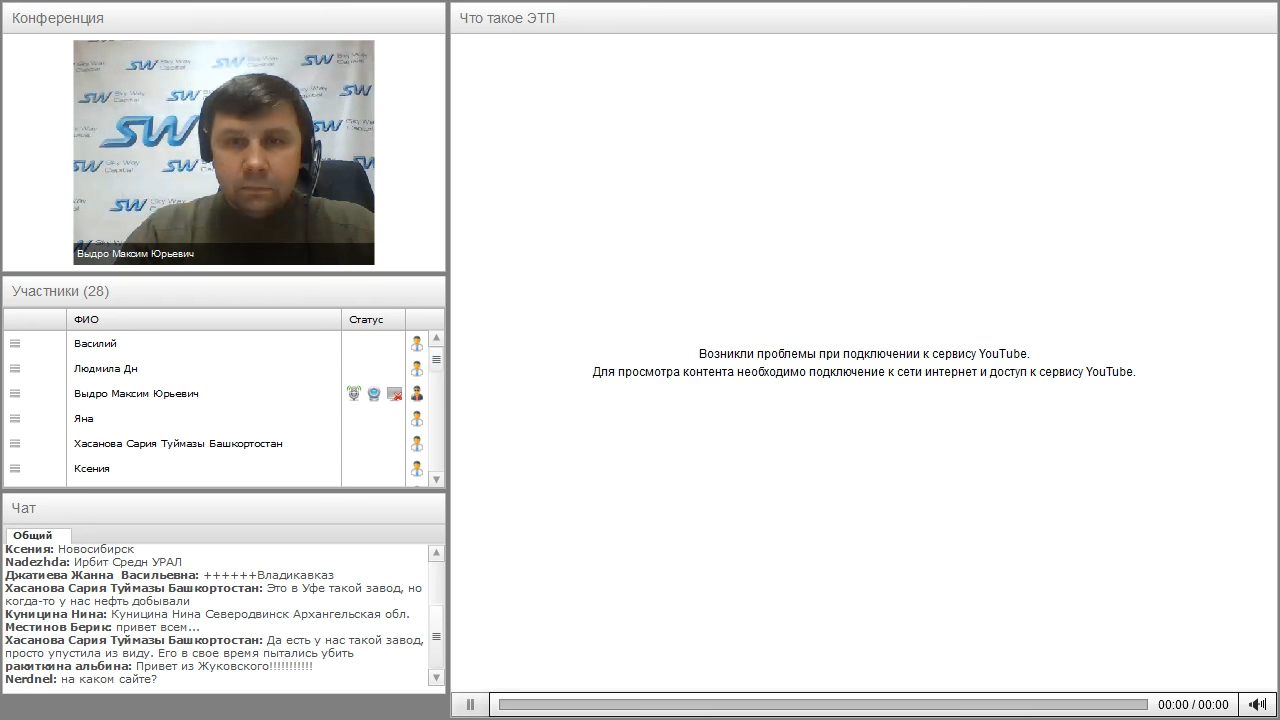 Конференция
SW Sky Way Capital
Выдро Максим Юрьевич
Участники (28)
ФИО Статус
Василий
Людмила Дн
Выдро Максим Юрьевич
Яна
Хасанова Сария Туймазы Башкортостан
Ксения
Чат
Общий
Ксения: Новосибирск
Nadezhda: Ирбит Средн УРАЛ
Джатиева Жанна Васильевна: ++++++Владикавказ
Хасанова Сария Туймазы Башкортостан: Это в Уфе такой завод, но
когда-то у нас нефть добывали
Куницина Нина: Куницина Нина Северодвинск Архангельская обл.
Местинов Берик: привет всем...
Хасанова Сария Туймазы Башкортостан: Да есть у нас такой завод,
просто упустила из виду. Его в свое время пытались убить
ракиткина альбина: Привет из Жуковского!!!!!!!!!!!
Nerdnel: на каком сайте?
Что такое ЭТП
Возникли проблемы при подключении к сервису YouTube.
Для просмотра контента необходимо подключение к сети интернет и доступ к сервису YouTube.
00:00 / 00:00